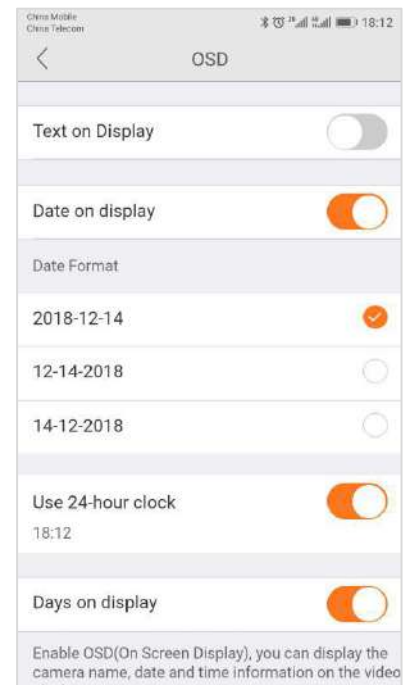 China Mobile
China Telecom
18:12
OSD
Text on Display
Date on display
Date Format
2018-12-14
12-14-2018
14-12-2018
Use 24-hour clock
18:12
Days on display
Enable OSD(On Screen Display), you can display the
camera name, date and time information on the video